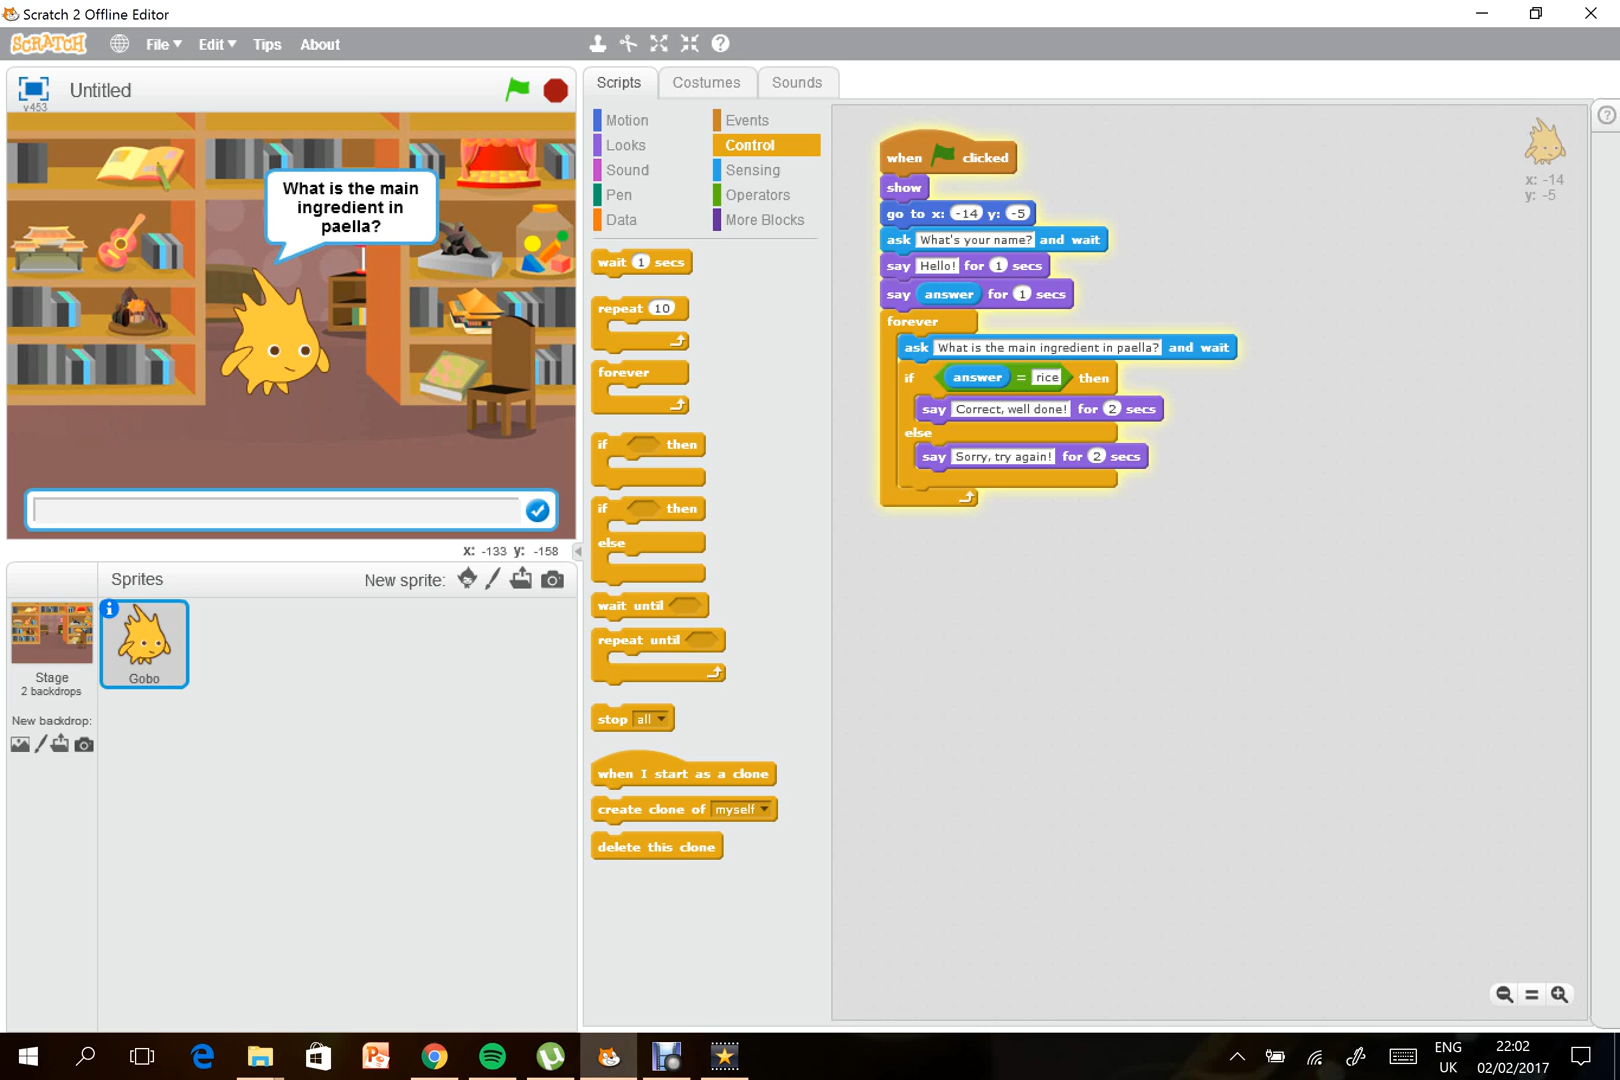 Scratch 2 Offline Editor
SCRATCH File Edit Tips About
v453
Untitled
What is the main
ingredient in
paella?
x: -133 y: -158
Sprites New sprite:
Stage
2 backdrops
New backdrop:
Gobo
Scripts Costumes Sounds
Motion Events
Looks Control
Sound Sensing
Pen Operators
Data More Blocks
wait 1 secs
repeat 10
forever
if then
if then
else
wait until
repeat until
stop all
when I start as a clone
create clone of myself
delete this clone
when clicked
show
go to x: -14 y: -5
ask What's your name? and wait
say Hello! for 1 secs
say answer for 1 secs
forever
ask What is the main ingredient in paella? and wait
if answer = rice then
say Correct, well done! for 2 secs
else
say Sorry, try again! for 2 secs
x: -14
y: -5
ENG
UK
22:02
02/02/2017